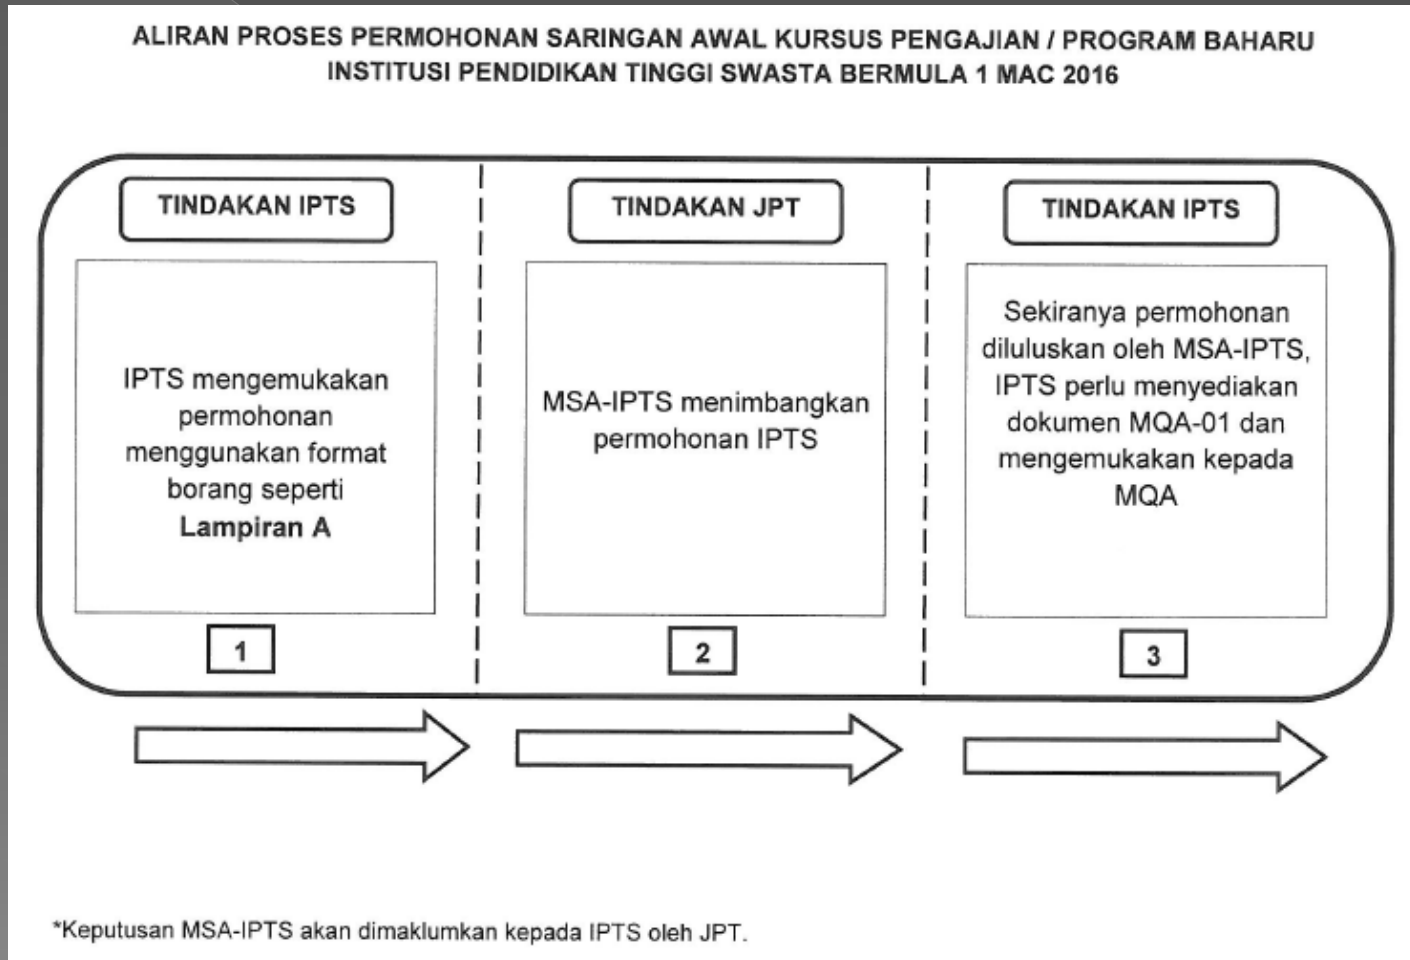 ALIRAN PROSES PERMOHONAN SARINGAN AWAL KURSUS PENGAJIAN / PROGRAM BAHARU
INSTITUSI PENDIDIKAN TINGGI SWASTA BERMULA 1 MAC 2016
TINDAKAN IPTS
IPTS mengemukakan
permohonan
menggunakan format
borang seperti
Lampiran A
1
TINDAKAN JPT
MSA-IPTS menimbangkan
permohonan IPTS
2
TINDAKAN IPTS
Sekiranya permohonan
diluluskan oleh MSA-IPTS,
IPTS perlu menyediakan
dokumen MQA-01 dan
mengemukakan kepada
MQA
3
*Keputusan MSA-IPTS akan dimaklumkan kepada IPTS oleh JPT.